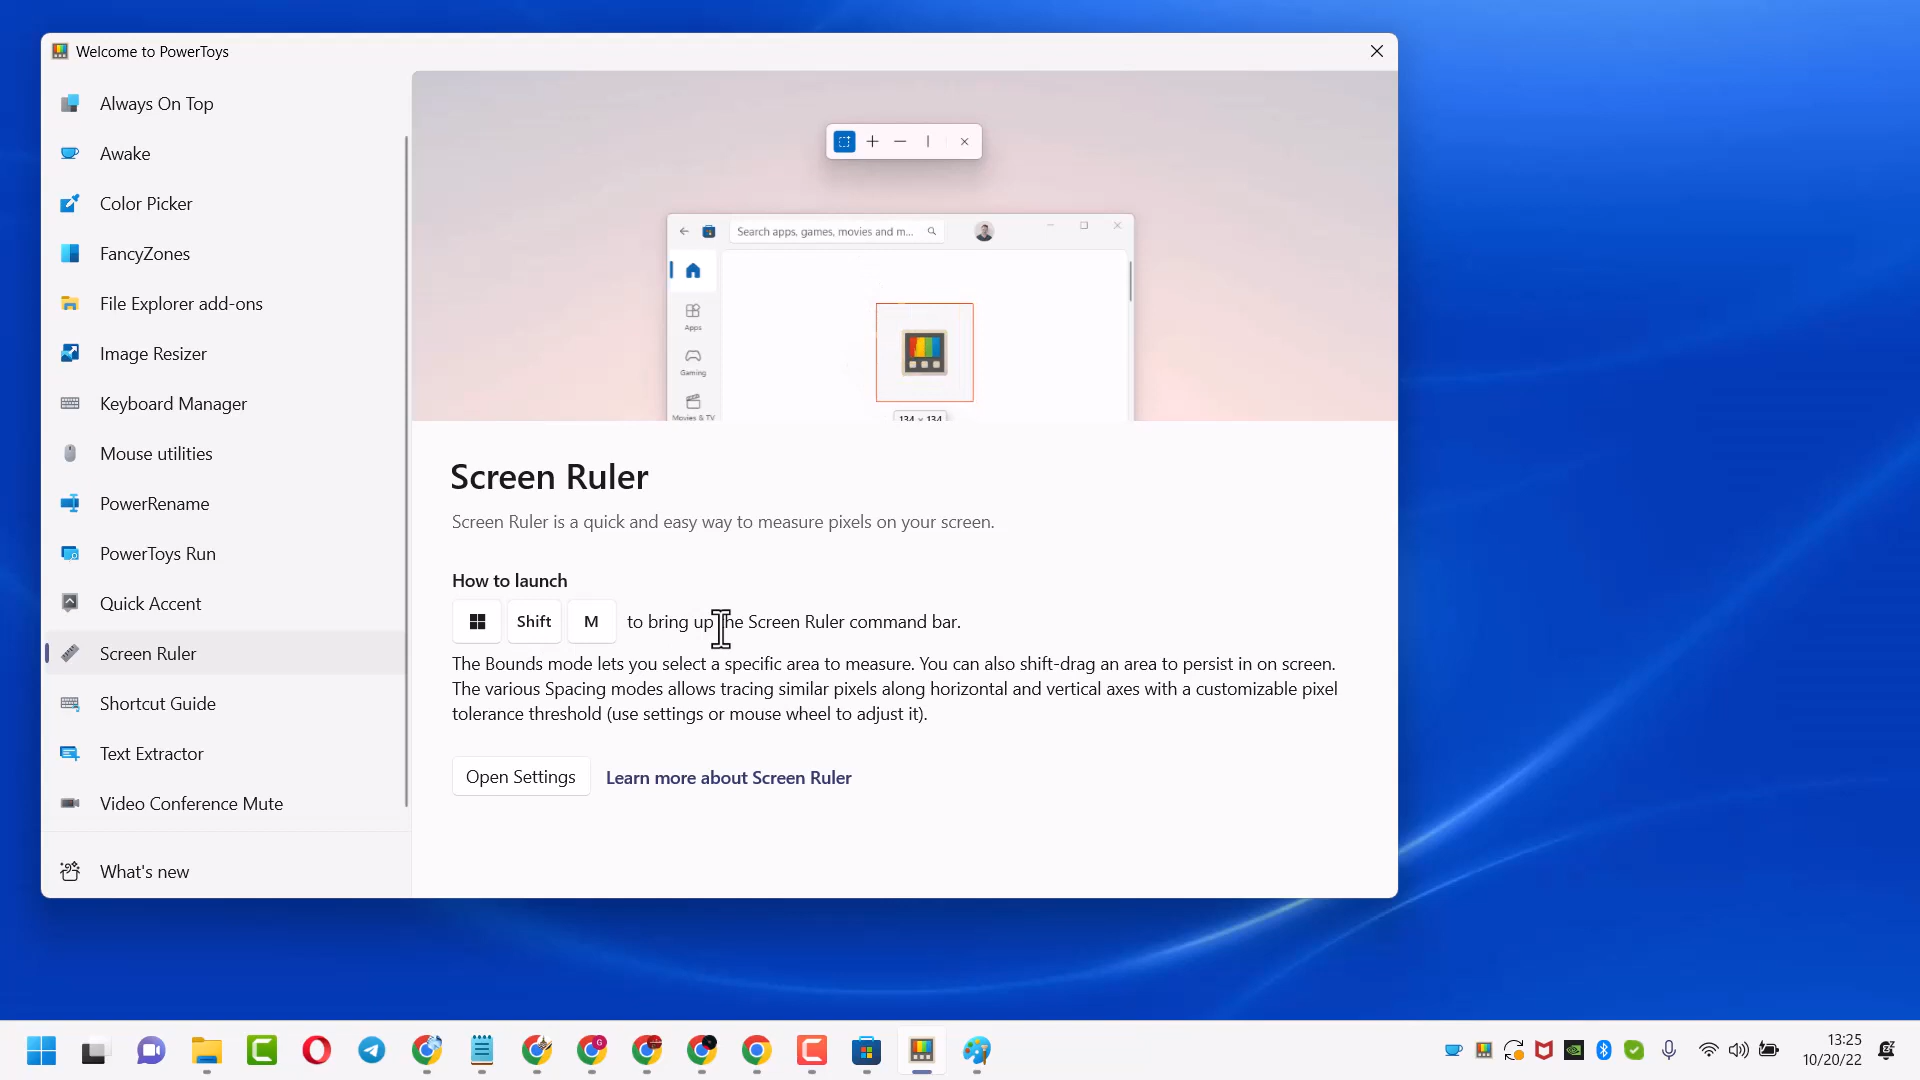 Welcome to PowerToys
Always On Top
Awake
Color Picker
FancyZones
File Explorer add-ons
Image Resizer
Keyboard Manager
Mouse utilities
PowerRename
PowerToys Run
Quick Accent
Screen Ruler
Shortcut Guide
Text Extractor
Video Conference Mute
What's new
Search apps, games, movies and m...
Apps
Gaming
Movies & TV
134 × 134
Screen Ruler
Screen Ruler is a quick and easy way to measure pixels on your screen.
How to launch
Shift M to bring up the Screen Ruler command bar.
The Bounds mode lets you select a specific area to measure. You can also shift-drag an area to persist in on screen.
The various Spacing modes allows tracing similar pixels along horizontal and vertical axes with a customizable pixel
tolerance threshold (use settings or mouse wheel to adjust it).
Open Settings Learn more about Screen Ruler
13:25
10/20/22